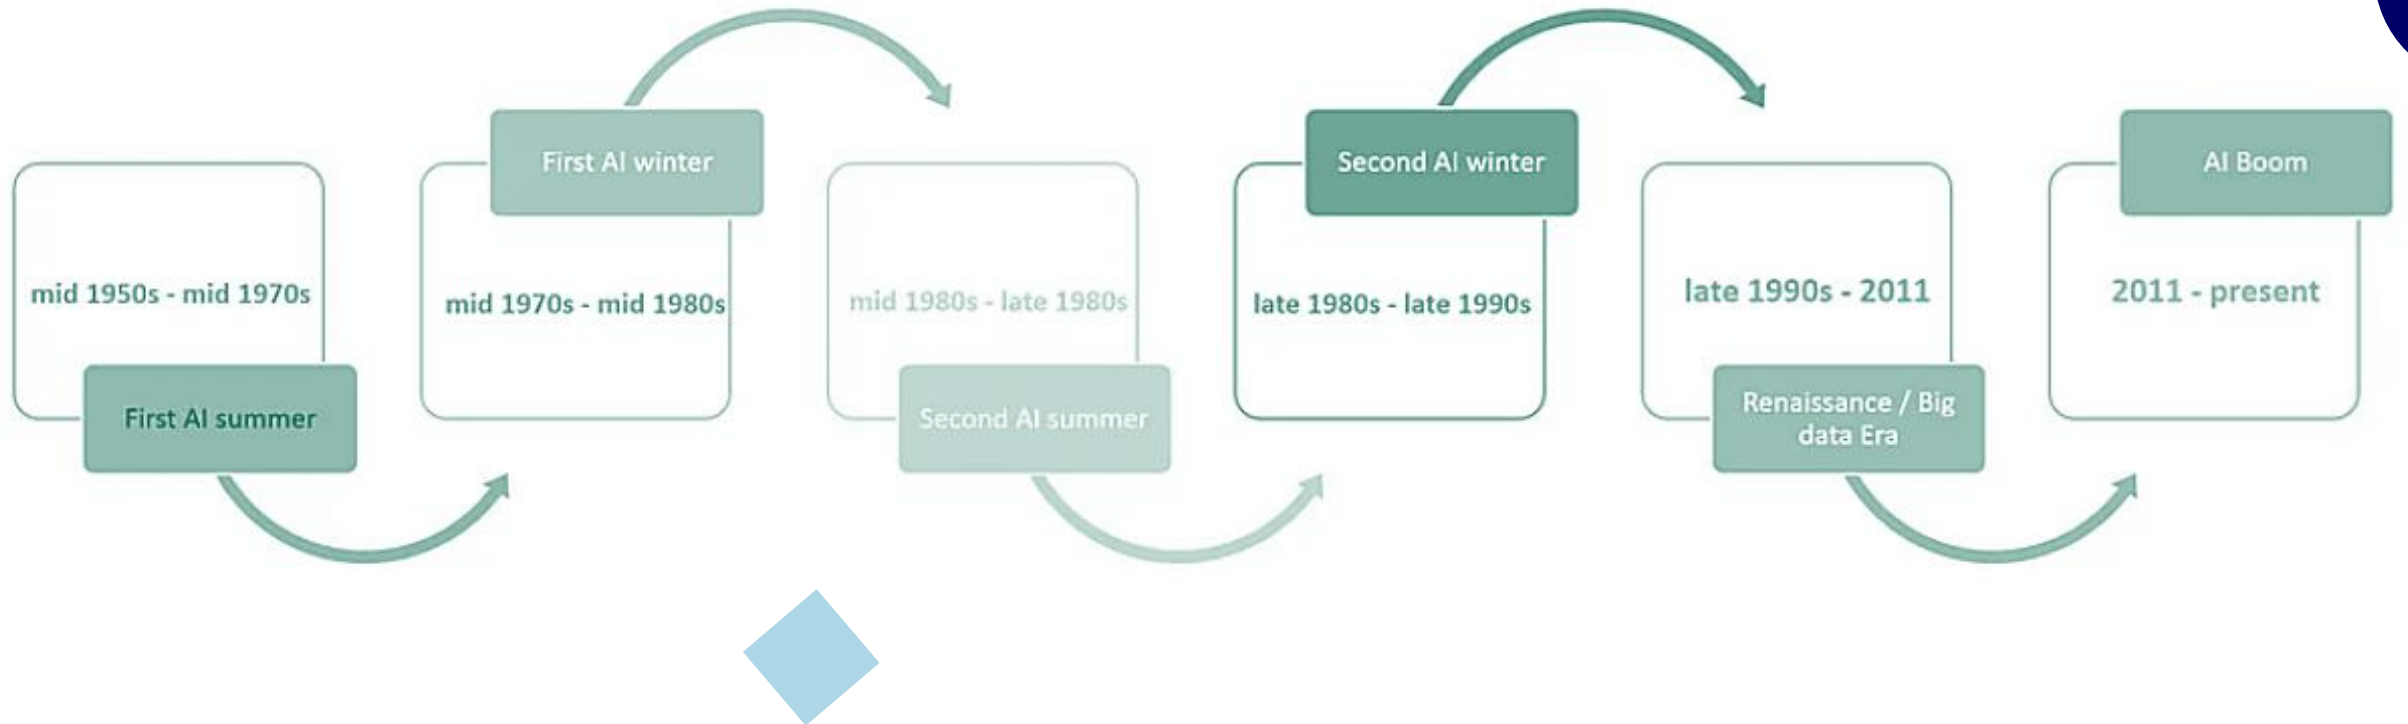 mid 1950s - mid 1970s
First AI summer
First AI winter
mid 1970s - mid 1980s
mid 1980s - late 1980s
Second AI summer
Second AI winter
late 1980s - late 1990s
late 1990s - 2011
Renaissance / Big
data Era
AI Boom
2011 - present